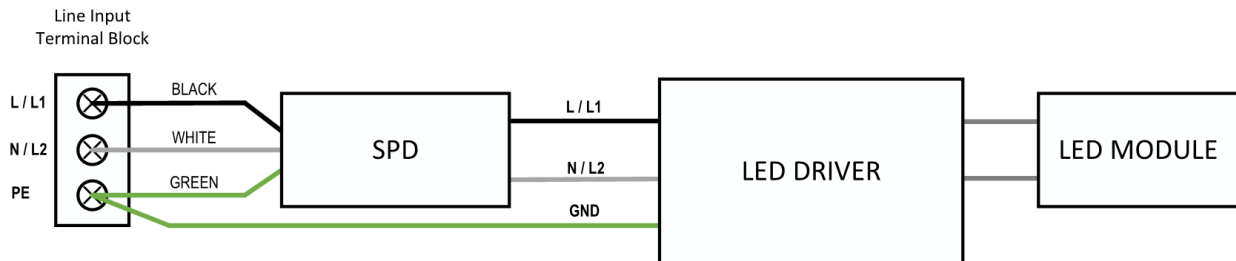 Line Input
Terminal Block
L / L1
BLACK
N / L2
WHITE
PE
GREEN
SPD
L / L1
N / L2
GND
LED DRIVER
LED MODULE